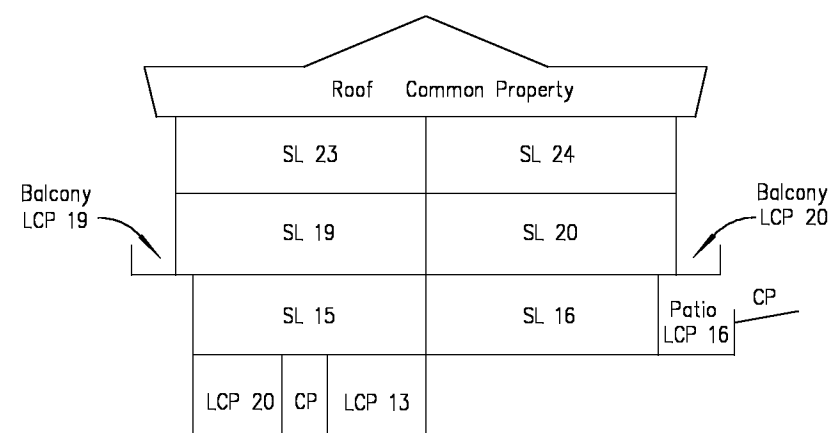 Roof Common Property
SL 23
SL 24
Balcony
LCP 19
Balcony
LCP 20
SL 19
SL 20
SL 15
SL 16
Patio
LCP 16
CP
LCP 20
CP
LCP 13